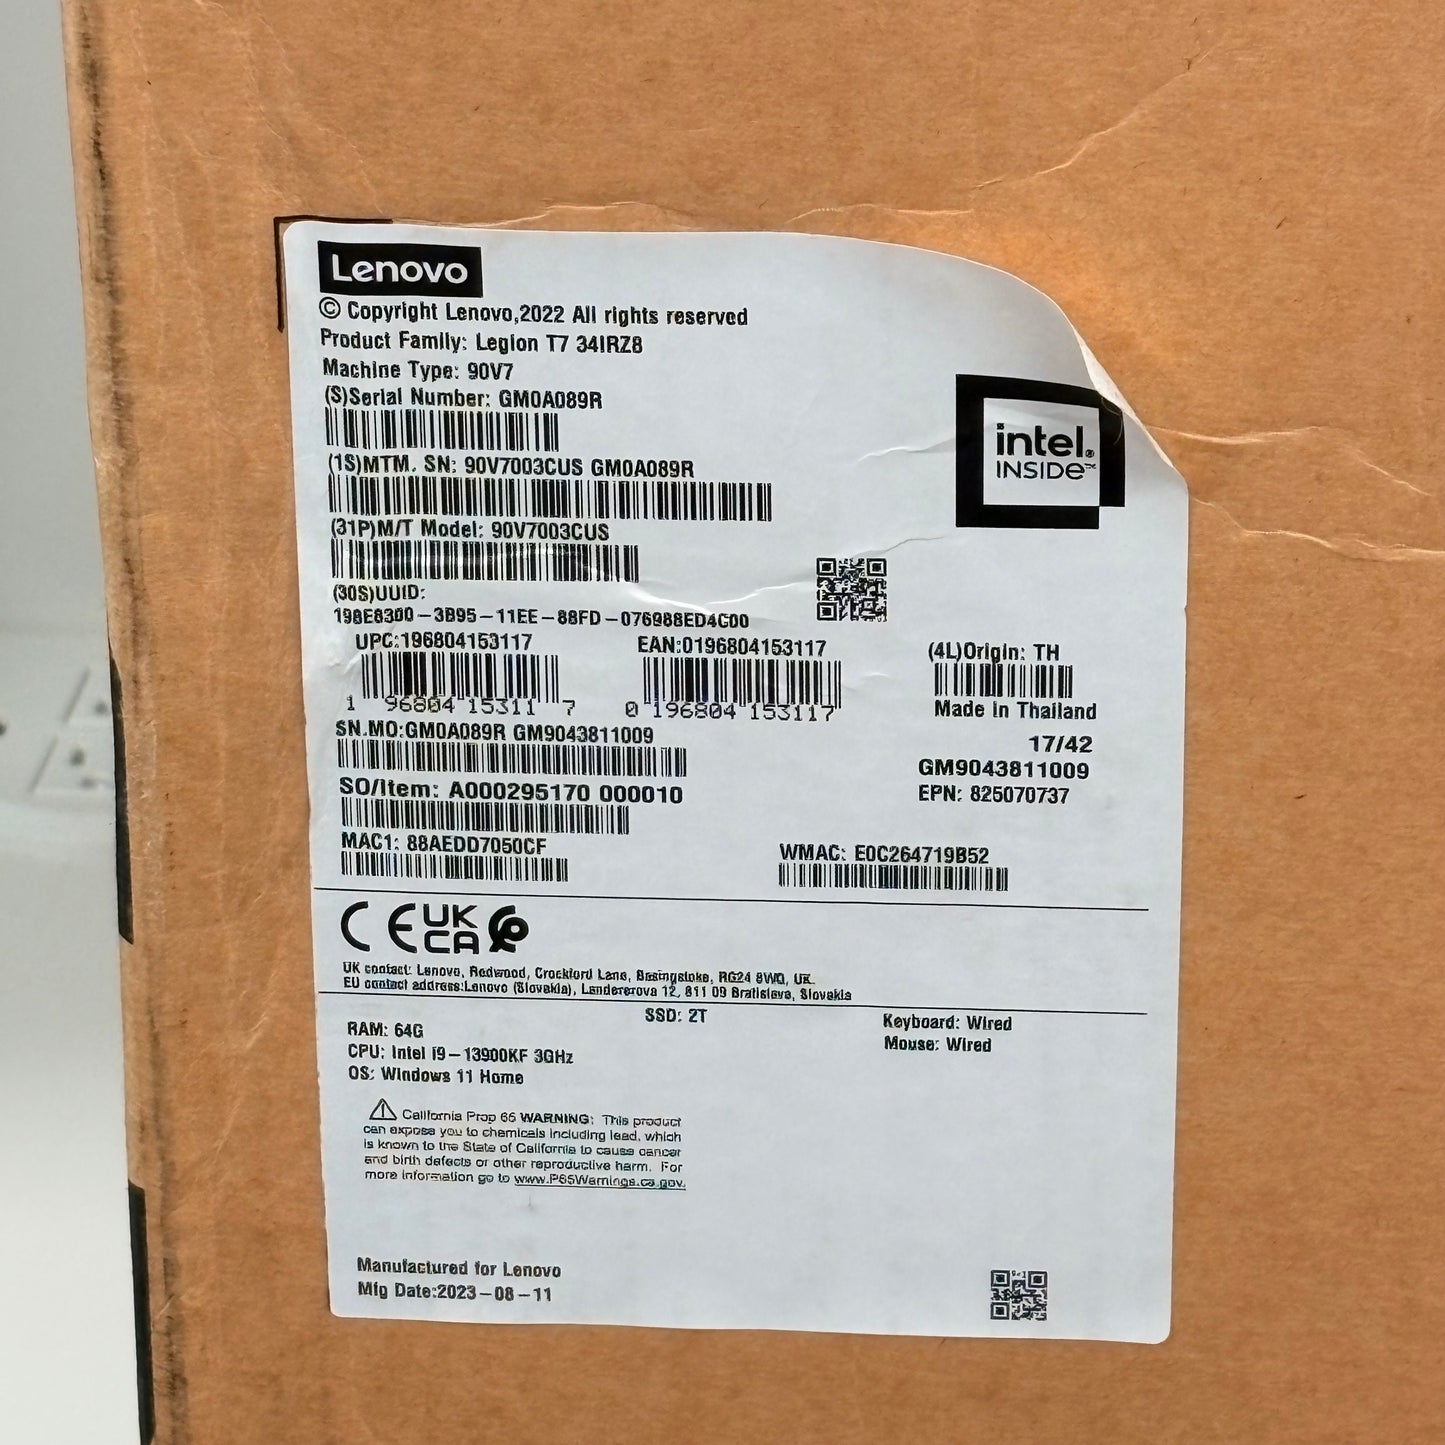 Lenovo
© Copyright Lenovo,2022 All rights reserved
Product Family: Legion T7 34IRZ8
Machine Type: 90V7
(S)Serial Number: GM0A089R
(1S)MTM. SN: 90V7003CUS GM0A089R
(31P)M/T Model: 90V7003CUS
intel.
INSIDE™
(30S)UUID:
198E8300-3B95-11EE-88FD-076988ED4C00
UPC:196804153117
EAN:0196804153117
(4L)Origin: TH
1 96804 15311 7
0 196804 153117
Made in Thailand
SN.MO:GM0A089R GM9043811009
17/42
GM9043811009
SO/Item: A000295170 000010
EPN: 825070737
MAC1: 88AEDD7050CF
WMAC: E0C264719B52
CE UK CA
UK contact: Lenovo, Redwood, Crockford Lane, Basingstoke, RG24 8WQ, UK.
EU contact address:Lenovo (Slovakia), Landererova 12, 811 09 Bratislava, Slovakia
RAM: 64G
SSD: 2T
Keyboard: Wired
CPU: Intel i9-13900KF 3GHz
Mouse: Wired
OS: Windows 11 Home
California Prop 65 WARNING: This product
can expose you to chemicals including lead, which
is known to the State of California to cause cancer
and birth defects or other reproductive harm. For
more information go to www.P65Warnings.ca.gov.
Manufactured for Lenovo
Mfg Date:2023-08-11